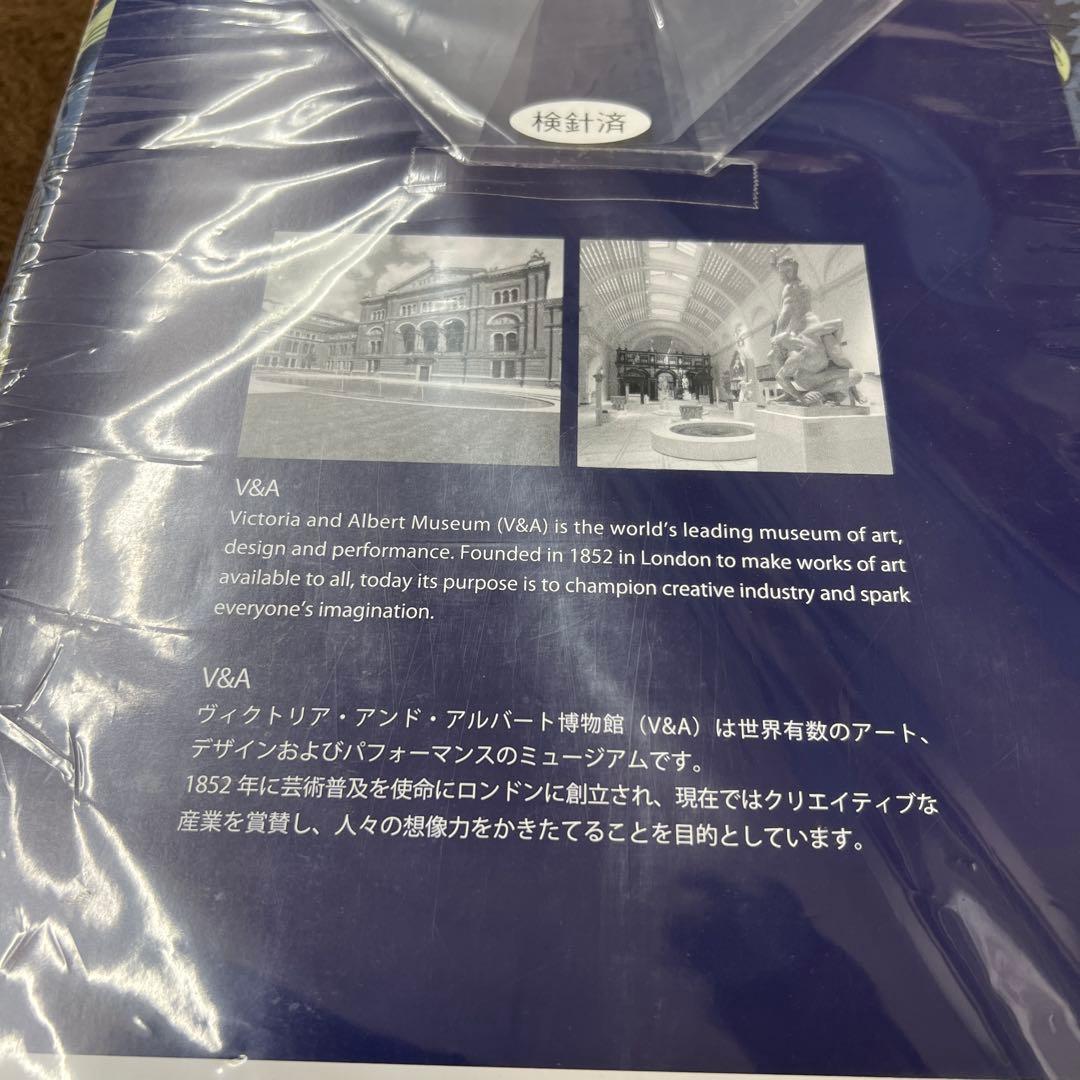 検針済
V&A
Victoria and Albert Museum (V&A) is the world's leading museum of art,
design and performance. Founded in 1852 in London to make works of art
available to all, today its purpose is to champion creative industry and spark
everyone's imagination.
V&A
ヴィクトリア・アンド・アルバート博物館（V&A）は世界有数のアート、
デザインおよびパフォーマンスのミュージアムです。
1852 年に芸術普及を使命にロンドンに創立され、現在ではクリエイティブな
産業を賞賛し、人々の想像力をかきたてることを目的としています。